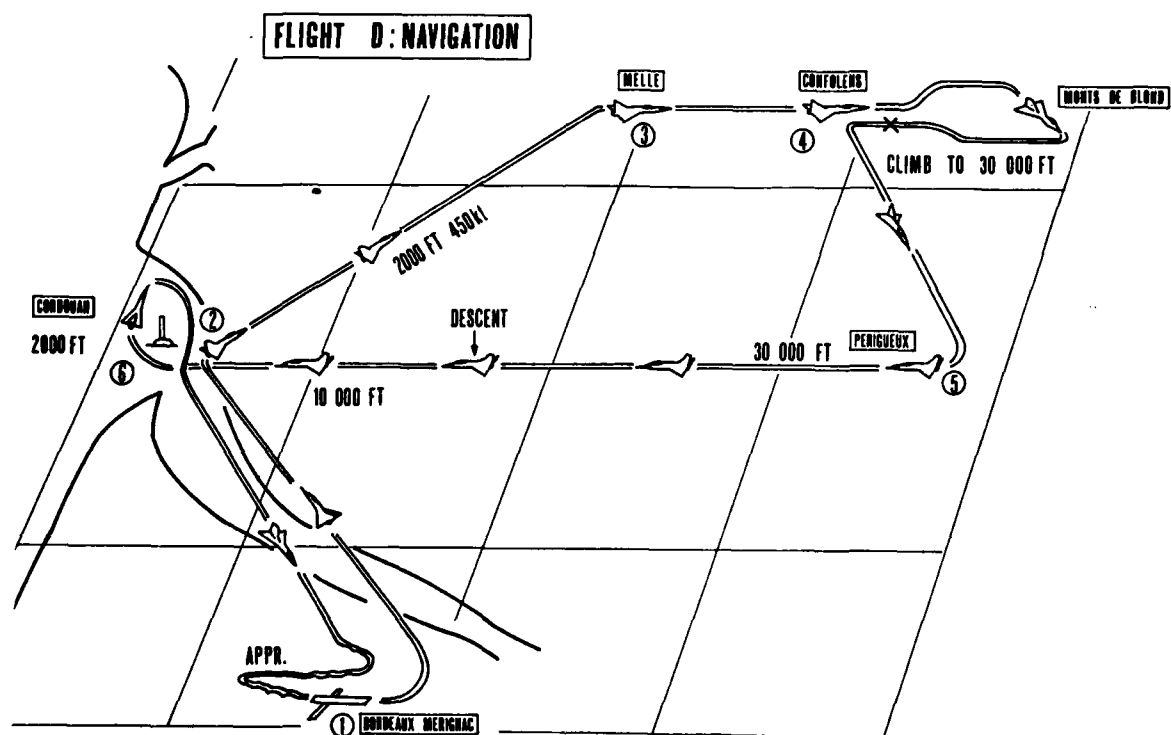 FLIGHT D: NAVIGATION
MELLE
CONFOLENS
MONTS DE BLOND
3
4
CLIMB TO 30 000 FT
2000 FT 450kt
CORDOUAN
2000 FT
2
DESCENT
30 000 FT
PERIGUEUX
6
10 000 FT
5
APPR.
1
BORDEAUX MERIGNAC